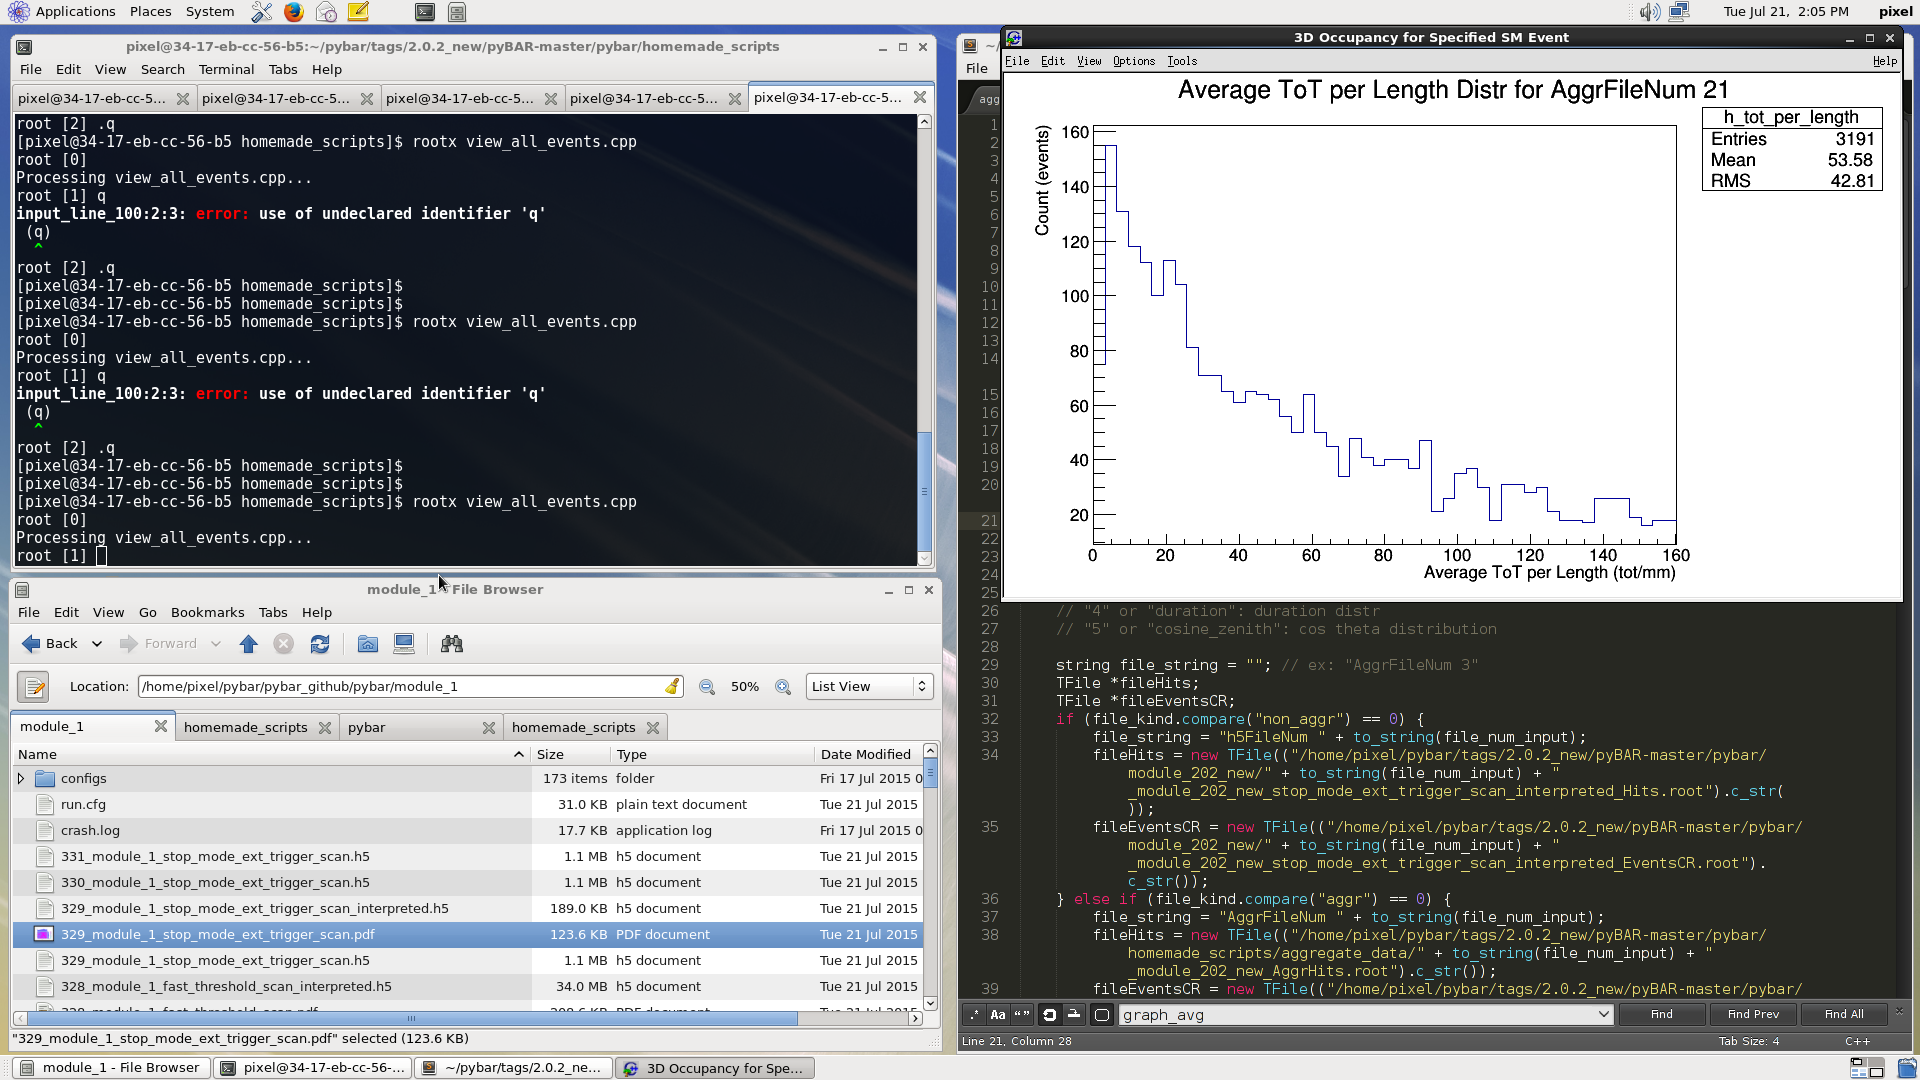 Applications Places System
Tue Jul 21, 2:05 PM pixel
pixel@34-17-eb-cc-56-b5:~/pybar/tags/2.0.2_new/pyBAR-master/pybar/homemade_scripts
File Edit View Search Terminal Tabs Help
pixel@34-17-eb-cc-5... pixel@34-17-eb-cc-5... pixel@34-17-eb-cc-5... pixel@34-17-eb-cc-5... pixel@34-17-eb-cc-5...
root [2] .q
[pixel@34-17-eb-cc-56-b5 homemade_scripts]$ rootx view_all_events.cpp
root [0]
Processing view_all_events.cpp...
root [1] q
input_line_100:2:3: error: use of undeclared identifier 'q'
(q)
^
root [2] .q
[pixel@34-17-eb-cc-56-b5 homemade_scripts]$
[pixel@34-17-eb-cc-56-b5 homemade_scripts]$
[pixel@34-17-eb-cc-56-b5 homemade_scripts]$ rootx view_all_events.cpp
root [0]
Processing view_all_events.cpp...
root [1] q
input_line_100:2:3: error: use of undeclared identifier 'q'
(q)
^
root [2] .q
[pixel@34-17-eb-cc-56-b5 homemade_scripts]$
[pixel@34-17-eb-cc-56-b5 homemade_scripts]$
[pixel@34-17-eb-cc-56-b5 homemade_scripts]$ rootx view_all_events.cpp
root [0]
Processing view_all_events.cpp...
root [1]
module_1 - File Browser
File Edit View Go Bookmarks Tabs Help
Back Forward
Location: /home/pixel/pybar/pybar_github/pybar/module_1 50% List View
module_1 homemade_scripts pybar homemade_scripts
Name Size Type Date Modified
configs 173 items folder Fri 17 Jul 2015 0
run.cfg 31.0 KB plain text document Tue 21 Jul 2015
crash.log 17.7 KB application log Fri 17 Jul 2015 0
331_module_1_stop_mode_ext_trigger_scan.h5 1.1 MB h5 document Tue 21 Jul 2015
330_module_1_stop_mode_ext_trigger_scan.h5 1.1 MB h5 document Tue 21 Jul 2015
329_module_1_stop_mode_ext_trigger_scan_interpreted.h5 189.0 KB h5 document Tue 21 Jul 2015
329_module_1_stop_mode_ext_trigger_scan.pdf 123.6 KB PDF document Tue 21 Jul 2015
329_module_1_stop_mode_ext_trigger_scan.h5 1.1 MB h5 document Tue 21 Jul 2015
328_module_1_fast_threshold_scan_interpreted.h5 34.0 MB h5 document Tue 21 Jul 2015
"329_module_1_stop_mode_ext_trigger_scan.pdf" selected (123.6 KB)
File
agg
3D Occupancy for Specified SM Event
File Edit View Options Tools Help
Average ToT per Length Distr for AggrFileNum 21
h_tot_per_length
Entries 3191
Mean 53.58
RMS 42.81
Count (events)
160
140
120
100
80
60
40
20
0 20 40 60 80 100 120 140 160
Average ToT per Length (tot/mm)
1
2
3
4
5
6
7
8
9
10
11
12
13
14
15
16
17
18
19
20
21
22
23
24
25
26 // "4" or "duration": duration distr
27 // "5" or "cosine_zenith": cos theta distribution
28
29 string file_string = ""; // ex: "AggrFileNum 3"
30 TFile *fileHits;
31 TFile *fileEventsCR;
32 if (file_kind.compare("non_aggr") == 0) {
33 file_string = "h5FileNum " + to_string(file_num_input);
34 fileHits = new TFile(("/home/pixel/pybar/tags/2.0.2_new/pyBAR-master/pybar/
module_202_new/" + to_string(file_num_input) + "
_module_202_new_stop_mode_ext_trigger_scan_interpreted_Hits.root").c_str(
));
35 fileEventsCR = new TFile(("/home/pixel/pybar/tags/2.0.2_new/pyBAR-master/pybar/
module_202_new/" + to_string(file_num_input) + "
_module_202_new_stop_mode_ext_trigger_scan_interpreted_EventsCR.root").
c_str());
36 } else if (file_kind.compare("aggr") == 0) {
37 file_string = "AggrFileNum " + to_string(file_num_input);
38 fileHits = new TFile(("/home/pixel/pybar/tags/2.0.2_new/pyBAR-master/pybar/
homemade_scripts/aggregate_data/" + to_string(file_num_input) + "
_module_202_new_AggrHits.root").c_str());
39 fileEventsCR = new TFile(("/home/pixel/pybar/tags/2.0.2_new/pyBAR-master/pybar/
.* Aa “” graph_avg Find Find Prev Find All
Line 21, Column 28 Tab Size: 4 C++
module_1 - File Browser pixel@34-17-eb-cc-56-... ~/pybar/tags/2.0.2_ne... 3D Occupancy for Spe...